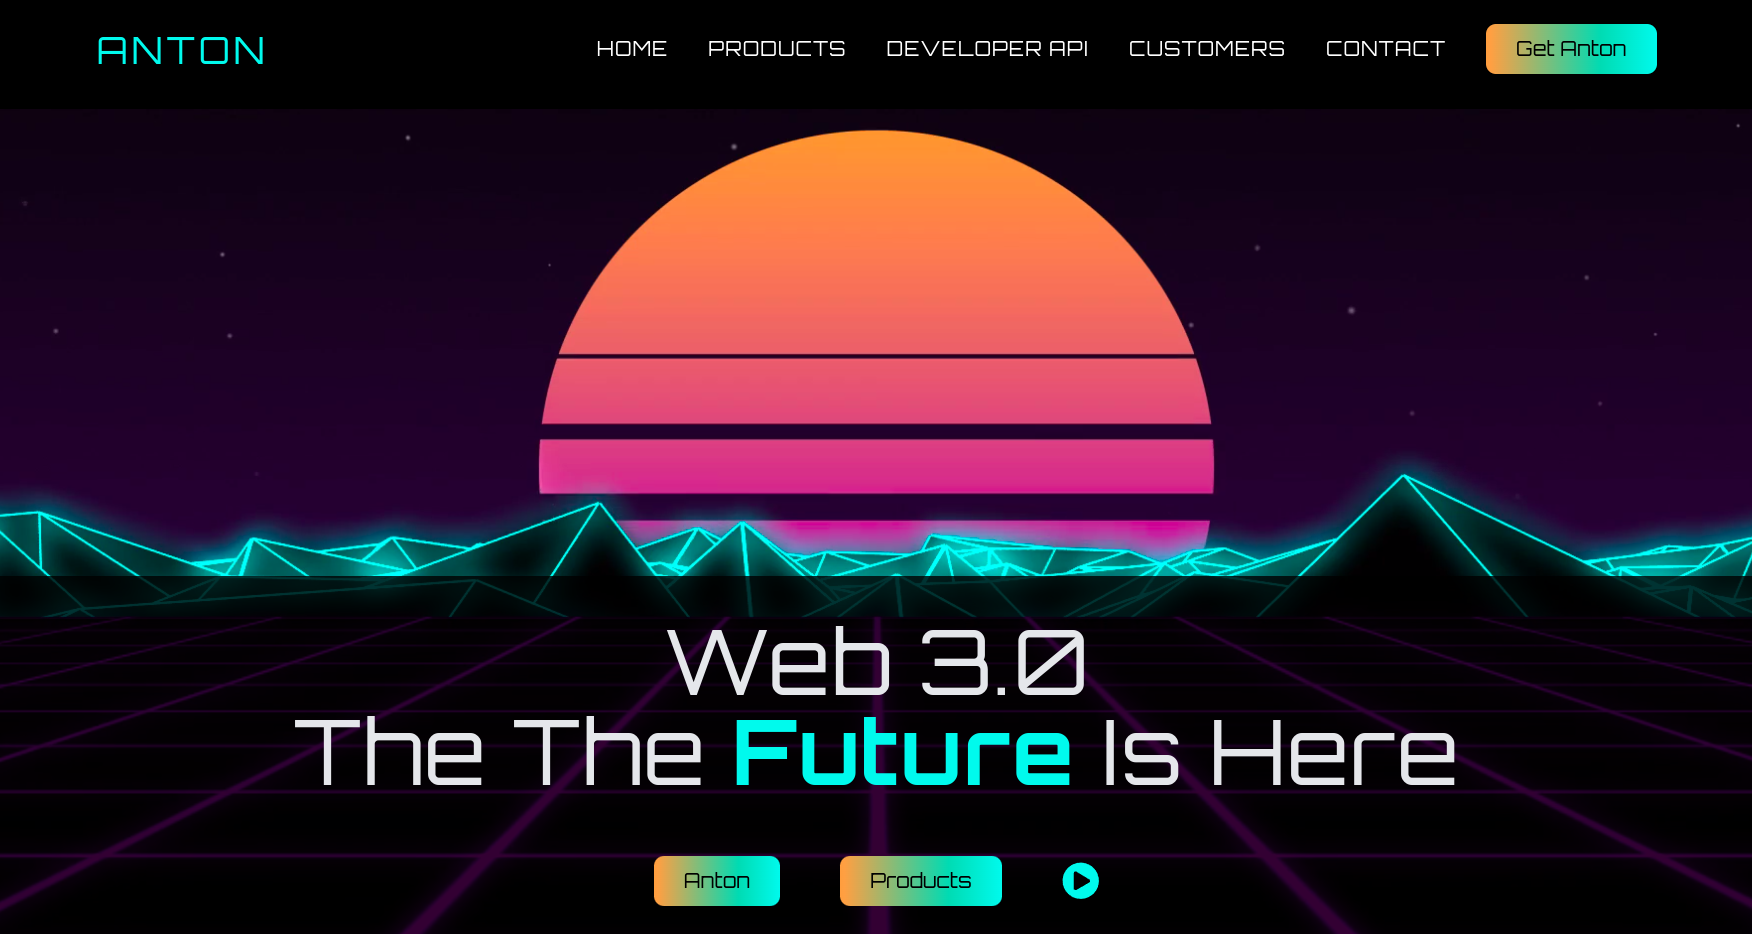 ANTON
HOME PRODUCTS DEVELOPER API CUSTOMERS CONTACT Get Anton
Web 3.0
The The Future Is Here
Anton Products